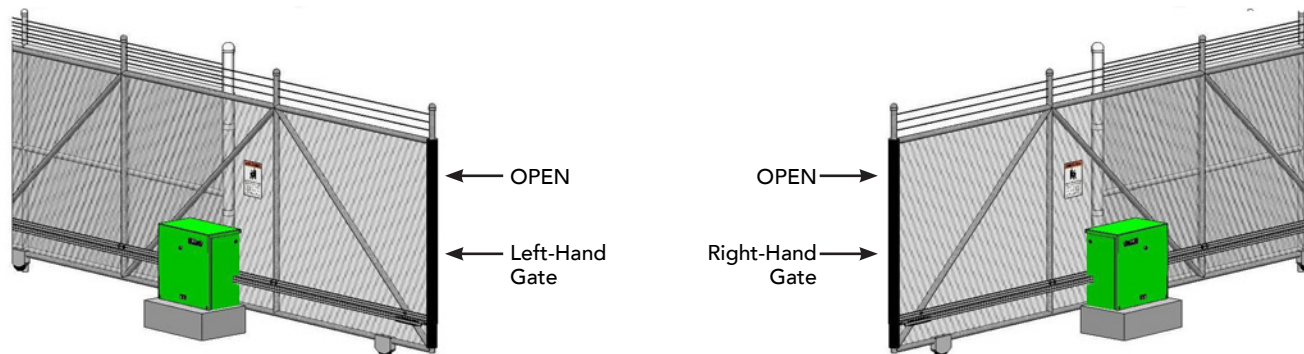 OPEN
Left-Hand
Gate
OPEN
Right-Hand
Gate